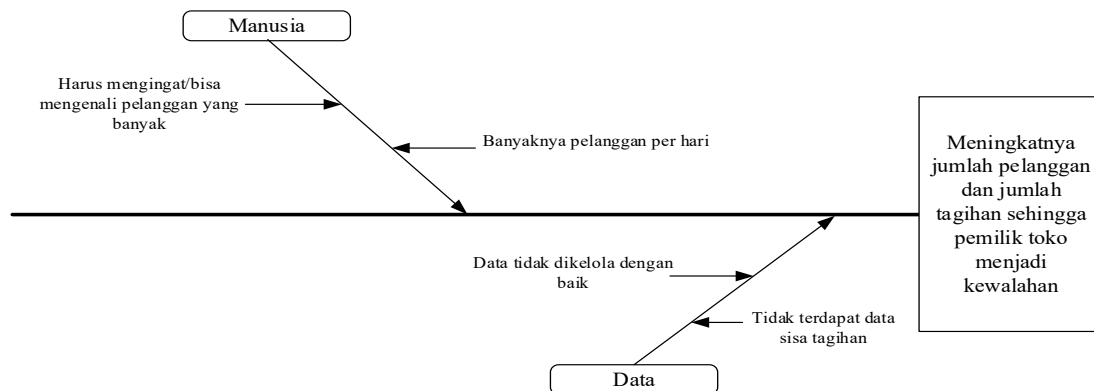 Manusia
Harus mengingat/bisa
mengenali pelanggan yang
banyak
Banyaknya pelanggan per hari
Meningkatnya
jumlah pelanggan
dan jumlah
tagihan sehingga
pemilik toko
menjadi
kewalahan
Data tidak dikelola dengan
baik
Tidak terdapat data
sisa tagihan
Data